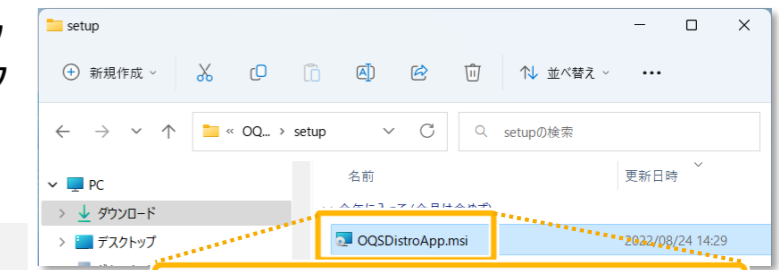 setup
新規作成
並べ替え
« OQ... › setup
setupの検索
名前
更新日時
PC
ダウンロード
デスクトップ
OQSDistroApp.msi
2022/08/24 14:29